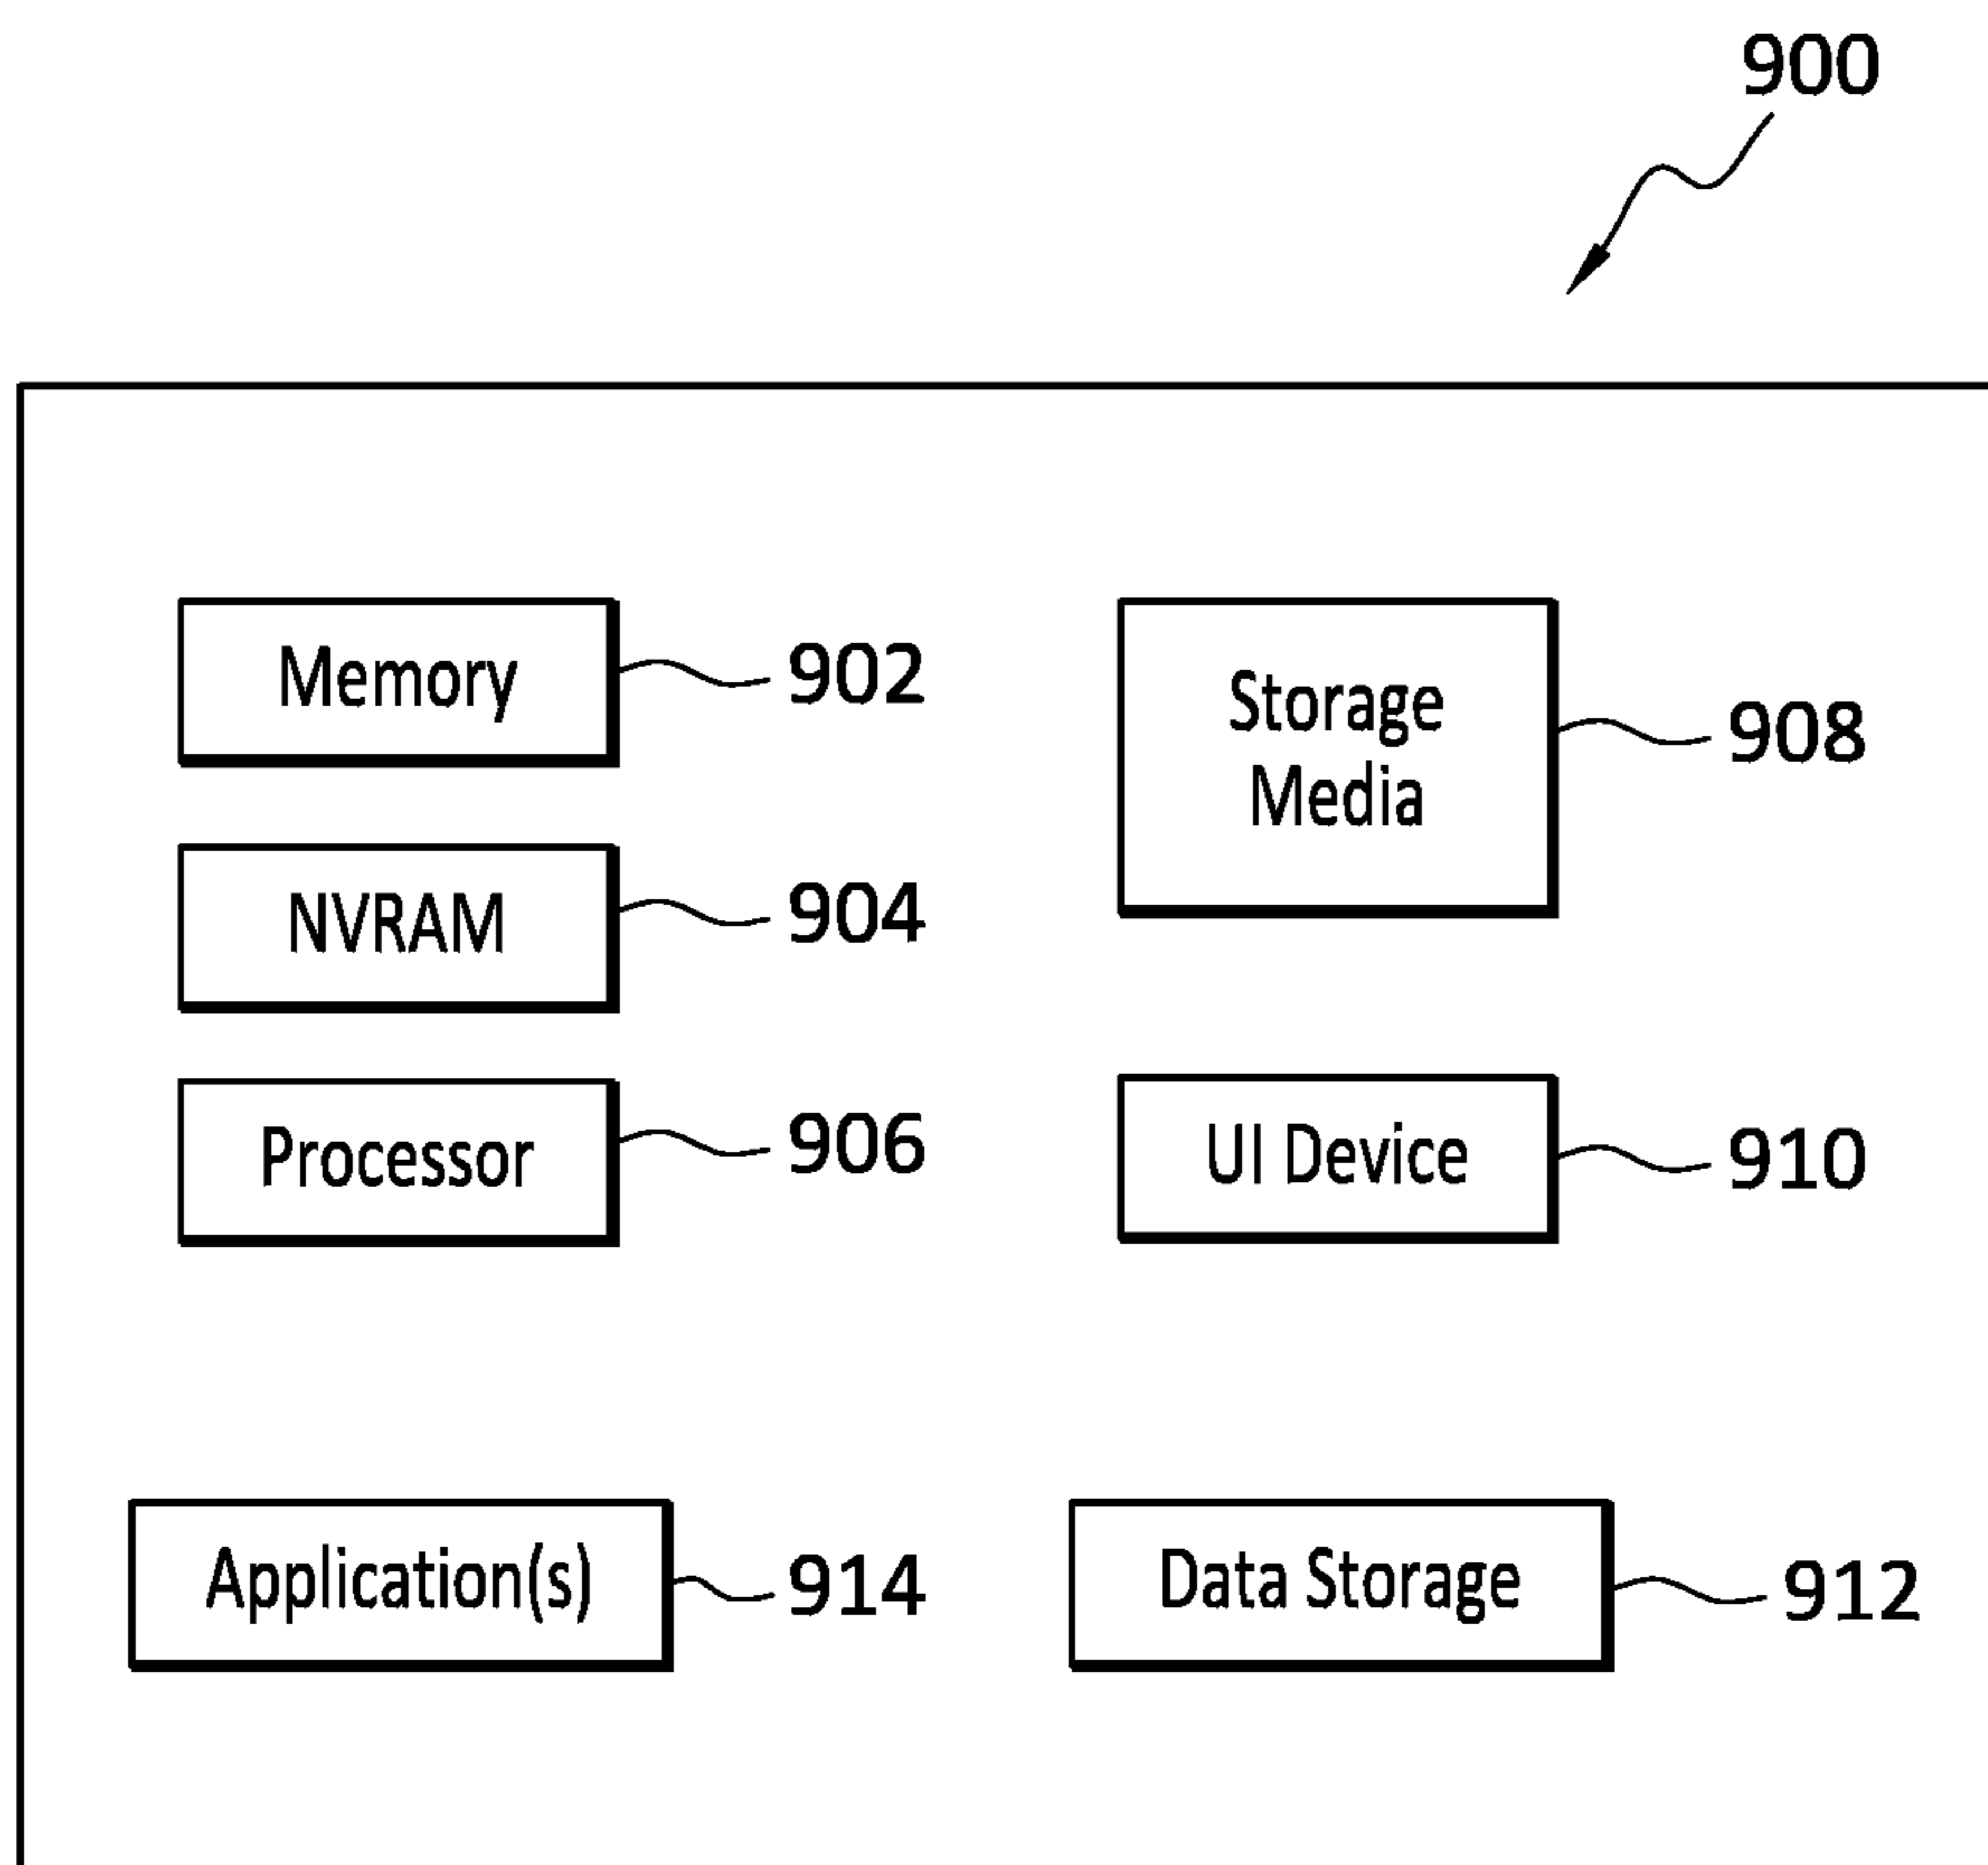 900
Memory
902
NVRAM
904
Processor
906
Storage
Media
908
UI Device
910
Application(s)
914
Data Storage
912